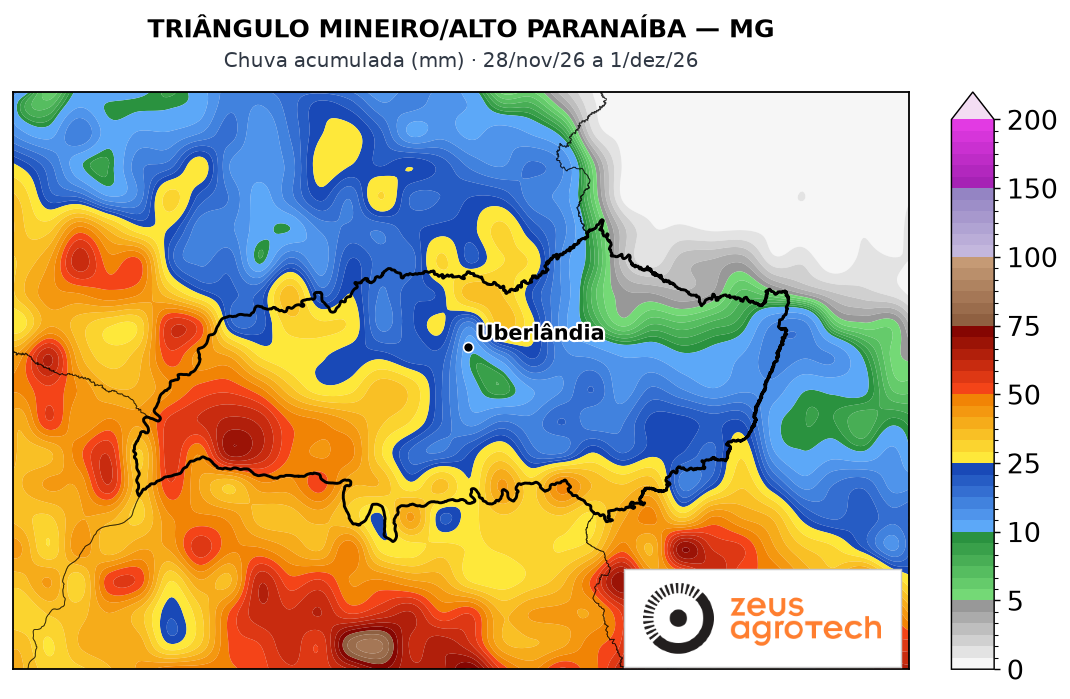 TRIÂNGULO MINEIRO/ALTO PARANAÍBA — MG
Chuva acumulada (mm) · 28/nov/26 a 1/dez/26
Uberlândia
200
150
100
75
50
25
10
5
0
zeus
agrotech